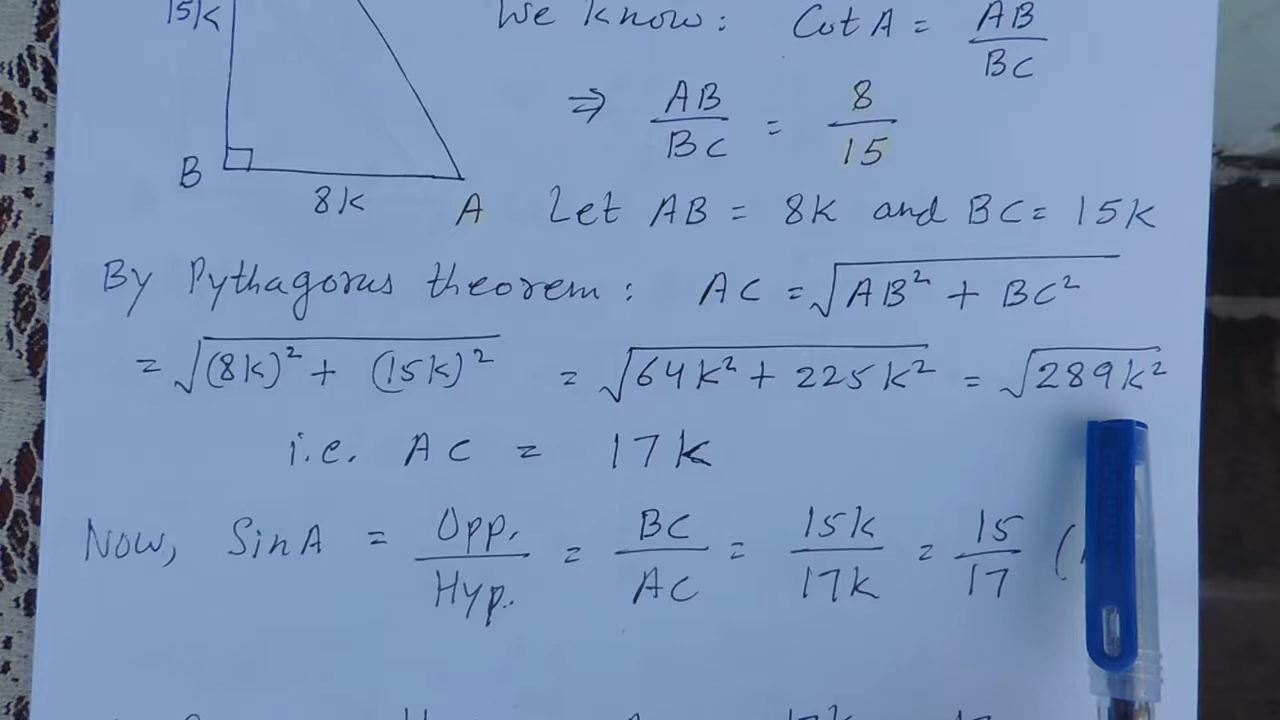 15k
We know: Cot A = AB / BC
⇒ AB / BC = 8 / 15
B
8k
A
Let AB = 8k and BC = 15k
By Pythagorus theorem: AC = √(AB² + BC²)
= √((8k)² + (15k)²) = √(64k² + 225k²) = √(289k²)
i.e. AC = 17k
Now, Sin A = Opp. / Hyp. = BC / AC = 15k / 17k = 15 / 17 (